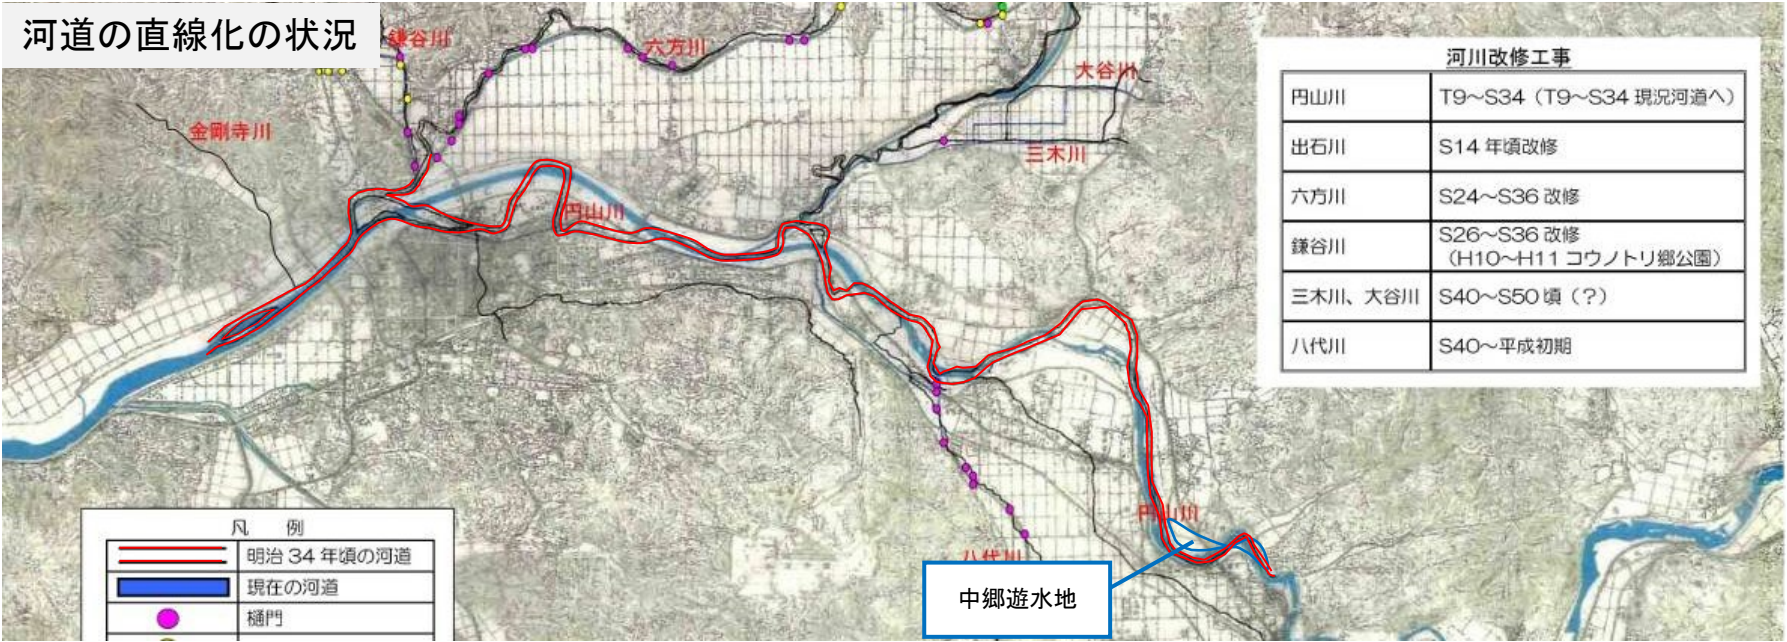 河道の直線化の状況
鎌谷川
六方川
大谷川
金剛寺川
三木川
円山川
円山川
八代川
中郷遊水地
河川改修工事
円山川 T9～S34（T9～S34 現況河道へ）
出石川 S14 年頃改修
六方川 S24～S36 改修
鎌谷川 S26～S36 改修
（H10～H11 コウノトリ郷公園）
三木川、大谷川 S40～S50 頃（？）
八代川 S40～平成初期
凡 例
明治 34 年頃の河道
現在の河道
樋門